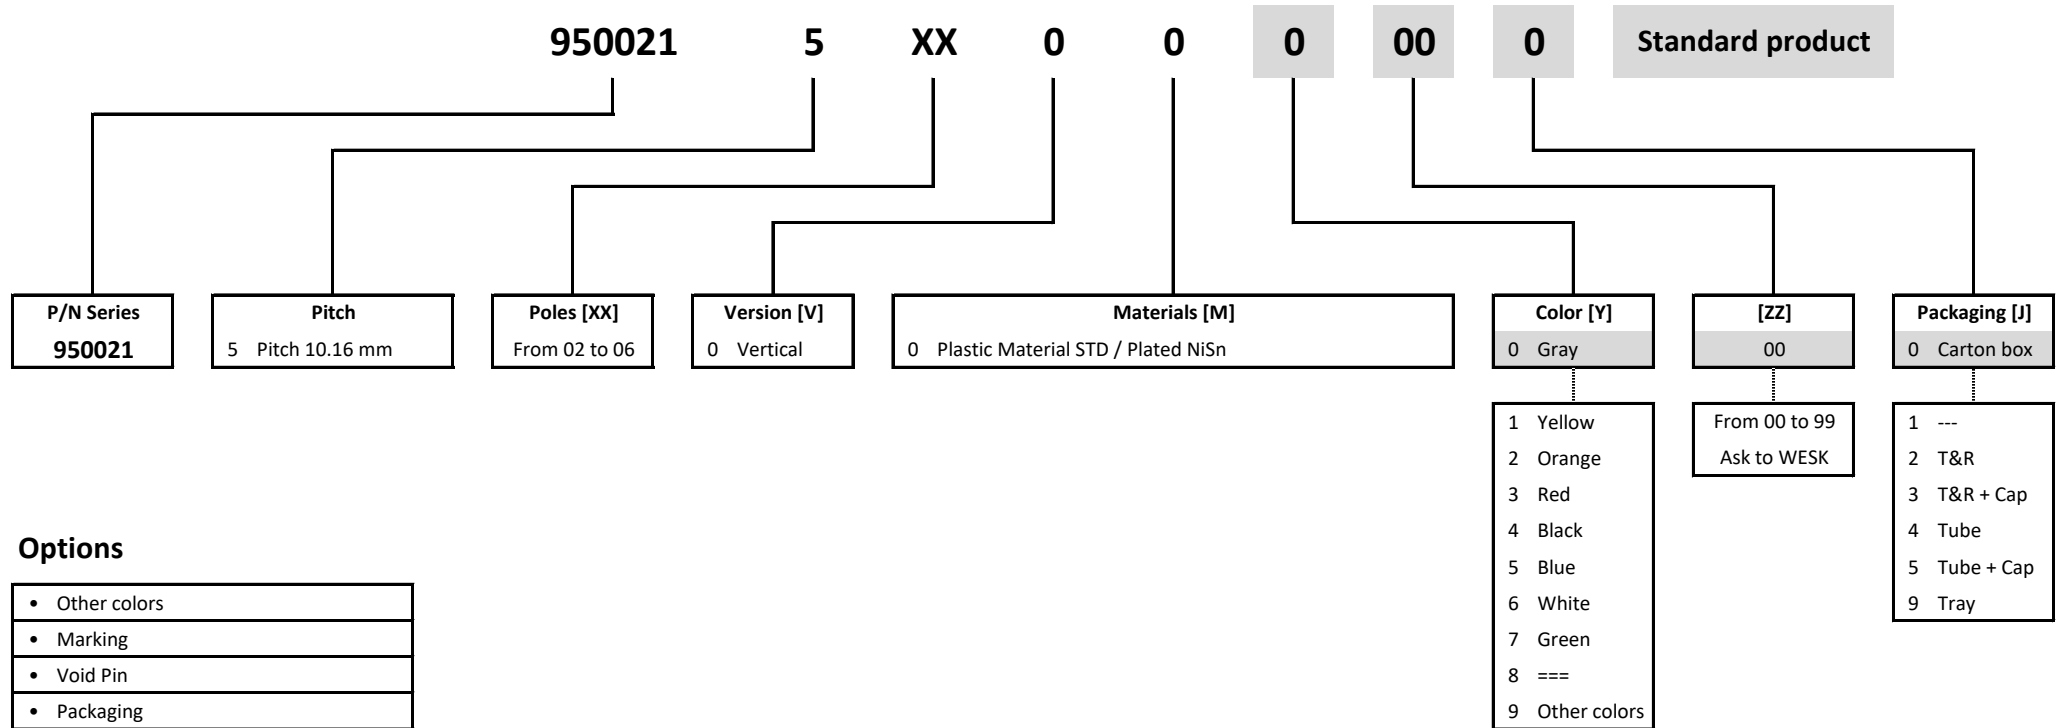 950021 5 XX 0 0 0 00 0 Standard product
P/N Series Pitch Poles [XX] Version [V] Materials [M] Color [Y] [ZZ] Packaging [J]
950021 5 Pitch 10.16 mm From 02 to 06 0 Vertical 0 Plastic Material STD / Plated NiSn 0 Gray 00 0 Carton box
1 Yellow From 00 to 99 1 ---
2 Orange Ask to WESK 2 T&R
3 Red 3 T&R + Cap
4 Black 4 Tube
5 Blue 5 Tube + Cap
6 White 9 Tray
7 Green
8 ===
9 Other colors
Options
• Other colors
• Marking
• Void Pin
• Packaging